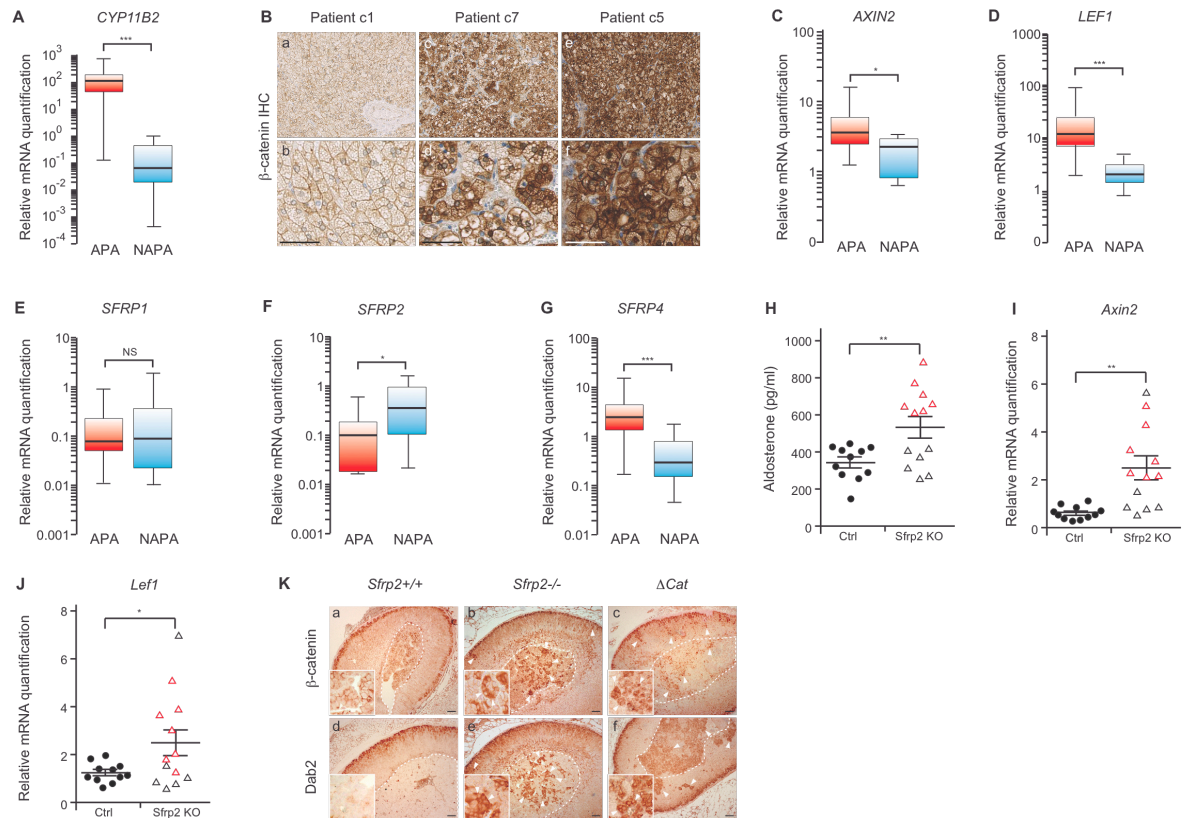 A
CYP11B2
Relative mRNA quantification
10³
10²
10¹
10⁰
10⁻¹
10⁻²
10⁻³
10⁻⁴
***
APA NAPA
B
Patient c1 Patient c7 Patient c5
β-catenin IHC
a c e
b d f
C
AXIN2
Relative mRNA quantification
100
10
1
0
*
APA NAPA
D
LEF1
Relative mRNA quantification
1000
100
10
1
0
***
APA NAPA
E
SFRP1
Relative mRNA quantification
10
1
0.1
0.01
0.001
NS
APA NAPA
F
SFRP2
Relative mRNA quantification
10
1
0.1
0.01
0.001
*
APA NAPA
G
SFRP4
Relative mRNA quantification
100
10
1
0.1
0.01
***
APA NAPA
H
Aldosterone (pg/ml)
1000
800
600
400
200
0
**
Ctrl Sfrp2 KO
I
Axin2
Relative mRNA quantification
8
6
4
2
0
**
Ctrl Sfrp2 KO
J
Lef1
Relative mRNA quantification
8
6
4
2
0
*
Ctrl Sfrp2 KO
K
Sfrp2+/+ Sfrp2-/- ΔCat
β-catenin
a b c
Dab2
d e f